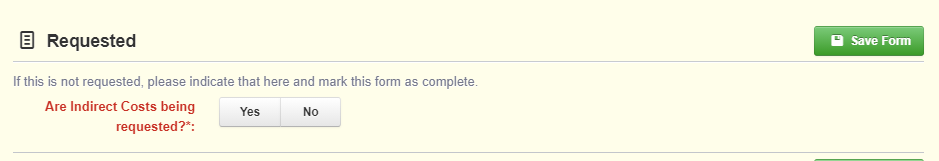 Requested
Save Form
If this is not requested, please indicate that here and mark this form as complete.
Are Indirect Costs being
requested?*:
Yes
No